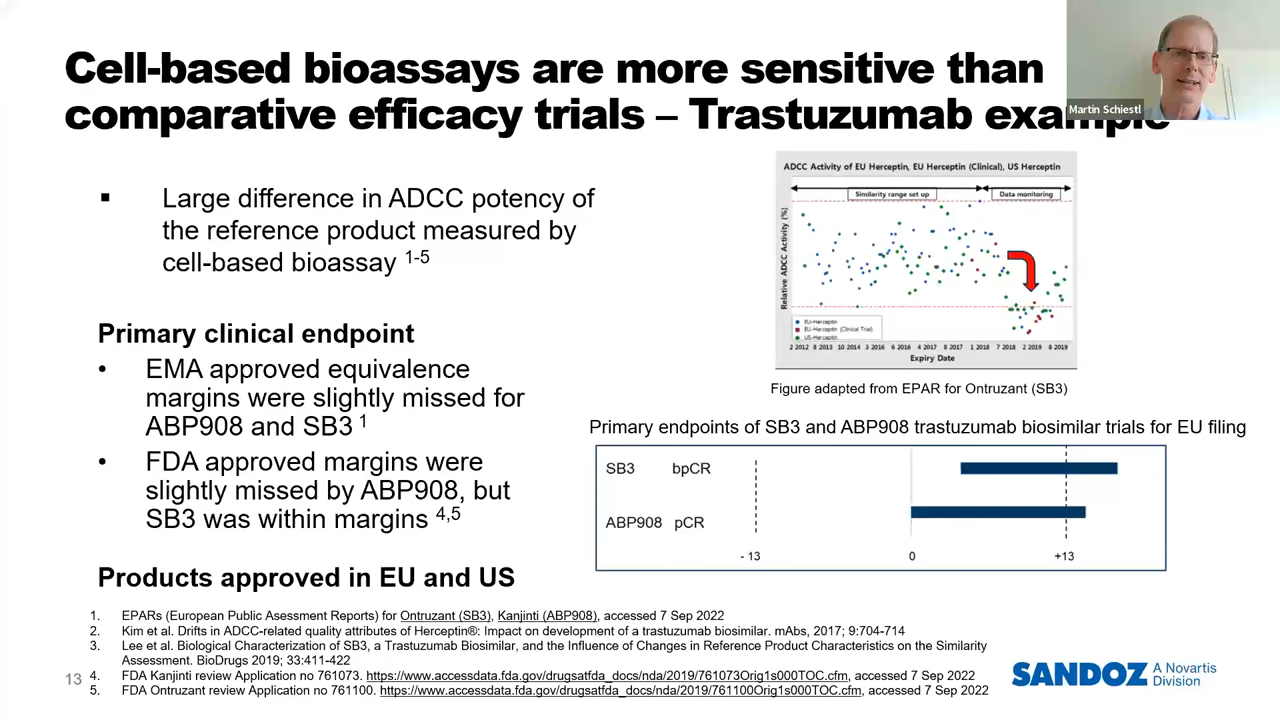 Cell-based bioassays are more sensitive than
comparative efficacy trials – Trastuzumab example
Martin Schiestl
▪ Large difference in ADCC potency of
the reference product measured by
cell-based bioassay 1-5
Primary clinical endpoint
• EMA approved equivalence
margins were slightly missed for
ABP908 and SB3 1
• FDA approved margins were
slightly missed by ABP908, but
SB3 was within margins 4,5
Products approved in EU and US
ADCC Activity of EU Herceptin, EU Herceptin (Clinical), US Herceptin
Similarity range set up
Data monitoring
Relative ADCC Activity (%)
EU-Herceptin
EU-Herceptin (Clinical Trial)
US-Herceptin
2 2012 8 2013 10 2014 3 2016 6 2016 4 2017 8 2017 1 2018 7 2018 2 2019 8 2019
Expiry Date
Figure adapted from EPAR for Ontruzant (SB3)
Primary endpoints of SB3 and ABP908 trastuzumab biosimilar trials for EU filing
SB3 bpCR
ABP908 pCR
- 13 0 +13
1. EPARs (European Public Asessment Reports) for Ontruzant (SB3), Kanjinti (ABP908), accessed 7 Sep 2022
2. Kim et al. Drifts in ADCC-related quality attributes of Herceptin®: Impact on development of a trastuzumab biosimilar. mAbs, 2017; 9:704-714
3. Lee et al. Biological Characterization of SB3, a Trastuzumab Biosimilar, and the Influence of Changes in Reference Product Characteristics on the Similarity
Assessment. BioDrugs 2019; 33:411-422
4. FDA Kanjinti review Application no 761073. https://www.accessdata.fda.gov/drugsatfda_docs/nda/2019/761073Orig1s000TOC.cfm, accessed 7 Sep 2022
5. FDA Ontruzant review Application no 761100. https://www.accessdata.fda.gov/drugsatfda_docs/nda/2019/761100Orig1s000TOC.cfm, accessed 7 Sep 2022
13
SANDOZ A Novartis
Division